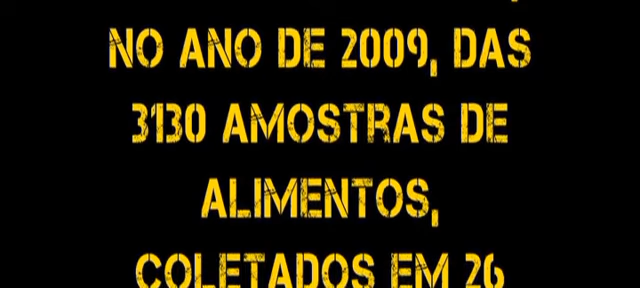 NO ANO DE 2009, DAS
3130 AMOSTRAS DE
ALIMENTOS,
COLETADOS EM 26